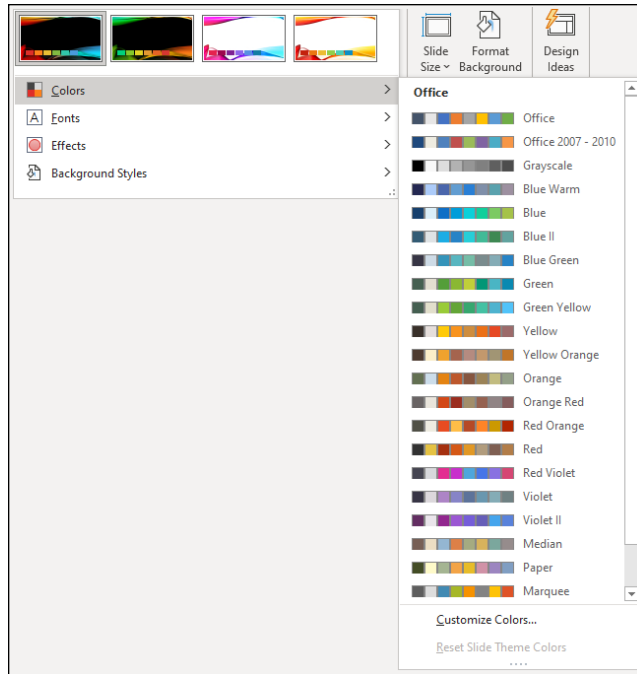 Slide Size
Format Background
Design Ideas
Colors
Fonts
A
Effects
Background Styles
Office
Office
Office 2007 - 2010
Grayscale
Blue Warm
Blue
Blue II
Blue Green
Green
Green Yellow
Yellow
Yellow Orange
Orange
Orange Red
Red Orange
Red
Red Violet
Violet
Violet II
Median
Paper
Marquee
Customize Colors...
Reset Slide Theme Colors